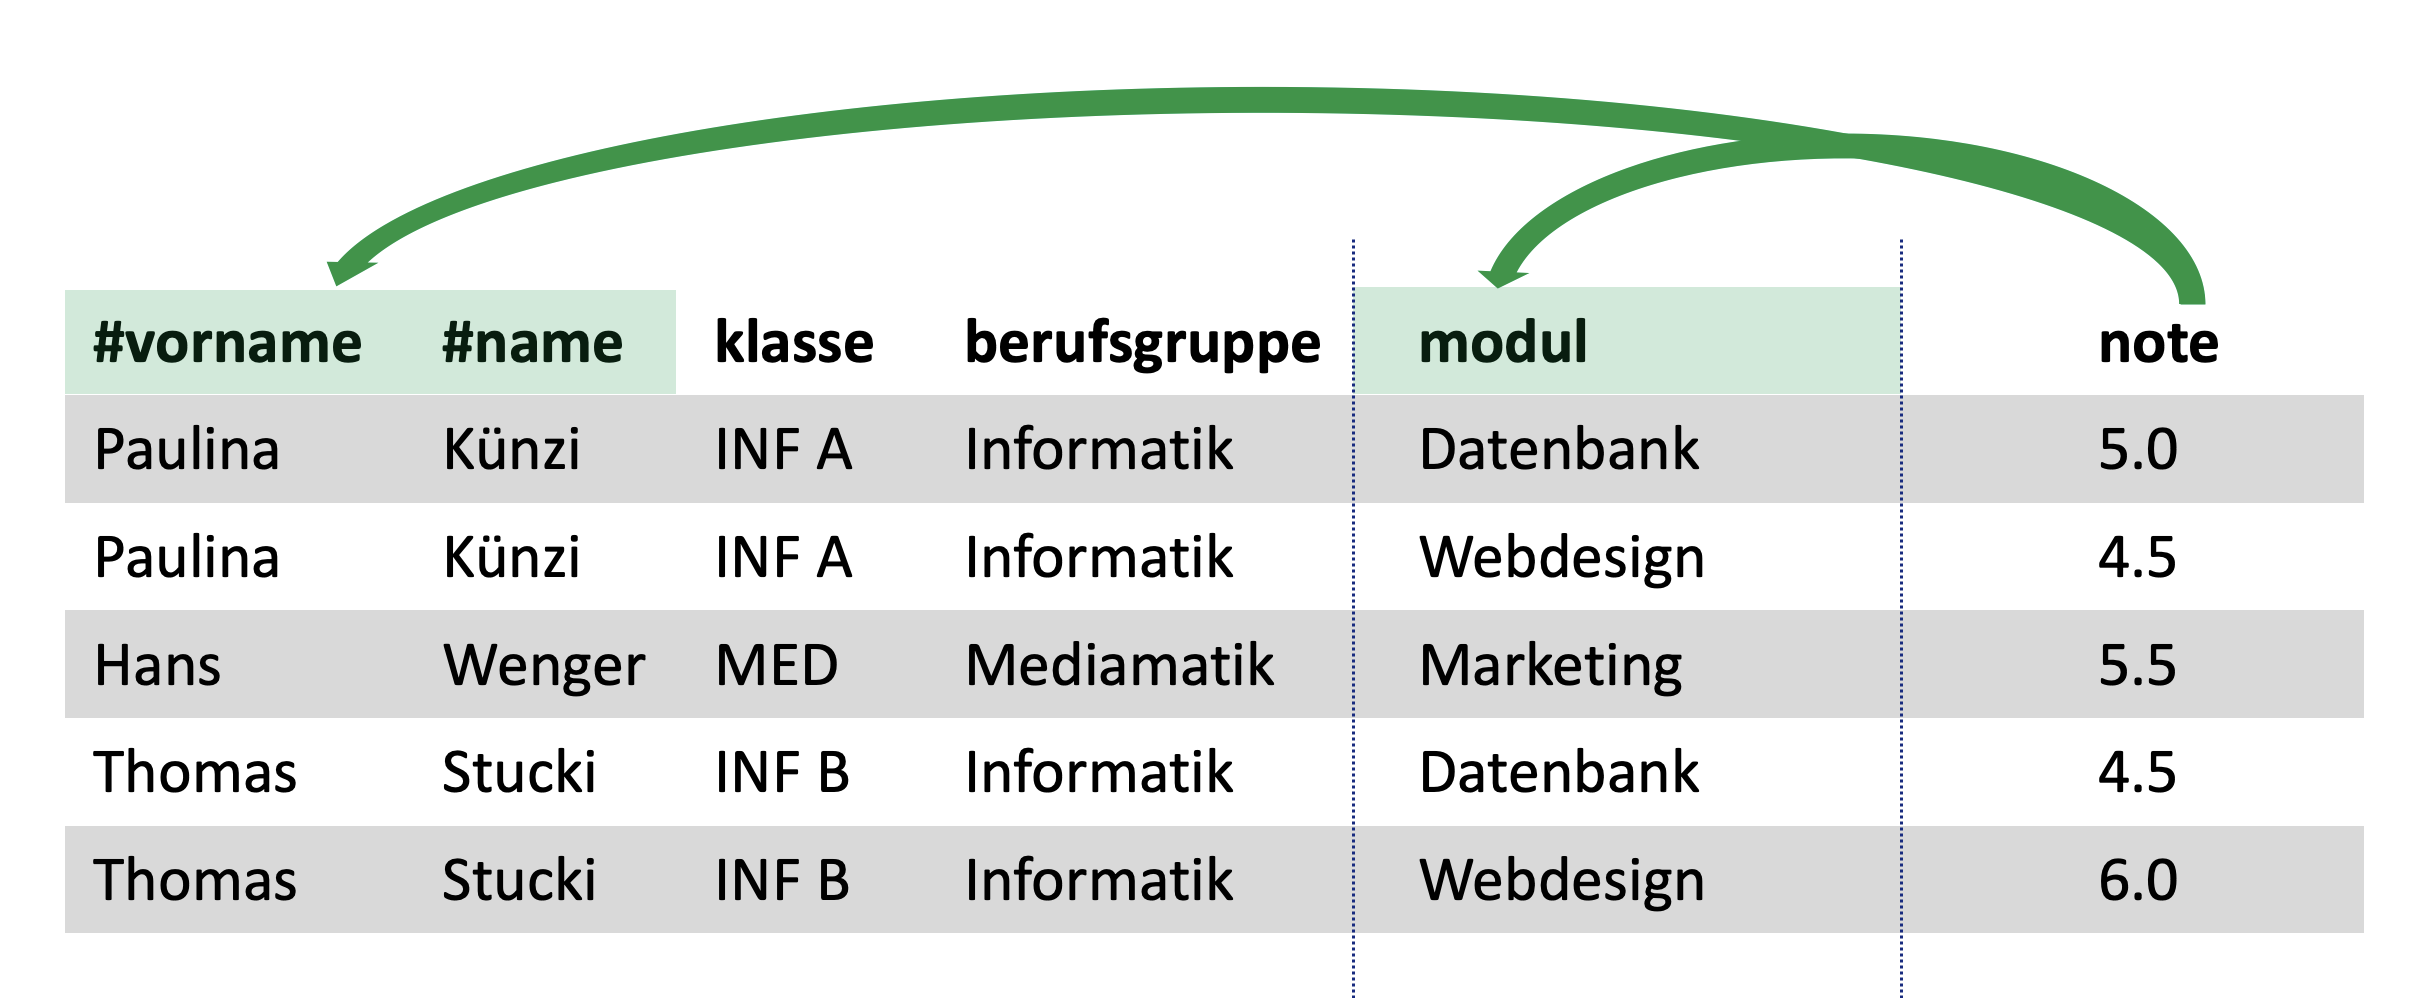 #vorname #name klasse berufsgruppe modul note
Paulina Künzi INF A Informatik Datenbank 5.0
Paulina Künzi INF A Informatik Webdesign 4.5
Hans Wenger MED Mediamatik Marketing 5.5
Thomas Stucki INF B Informatik Datenbank 4.5
Thomas Stucki INF B Informatik Webdesign 6.0